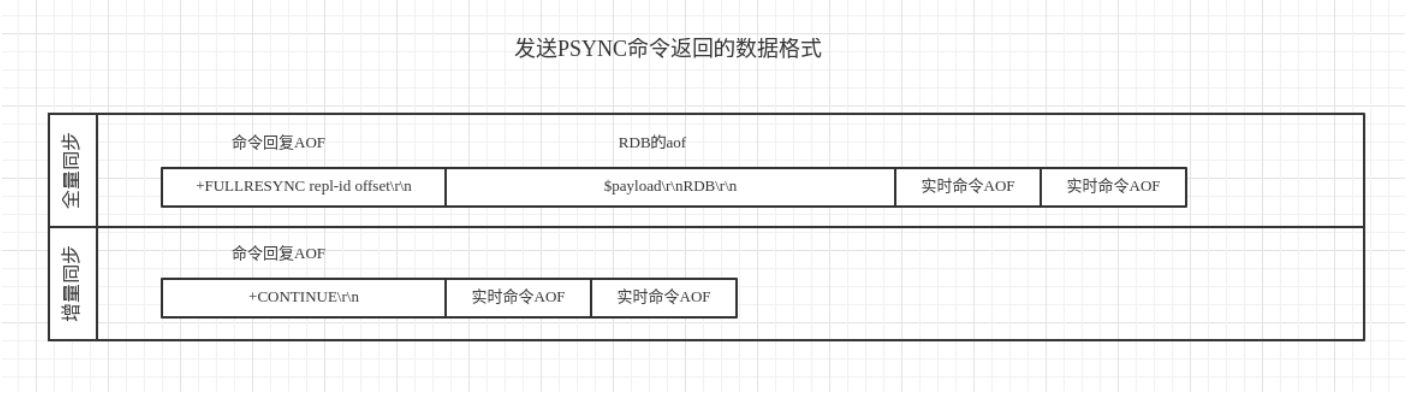 发送PSYNC命令返回的数据格式
全量同步
命令回复AOF
RDB的aof
+FULLRESYNC repl-id offset\r\n
$payload\r\nRDB\r\n
实时命令AOF
实时命令AOF
增量同步
命令回复AOF
+CONTINUE\r\n
实时命令AOF
实时命令AOF